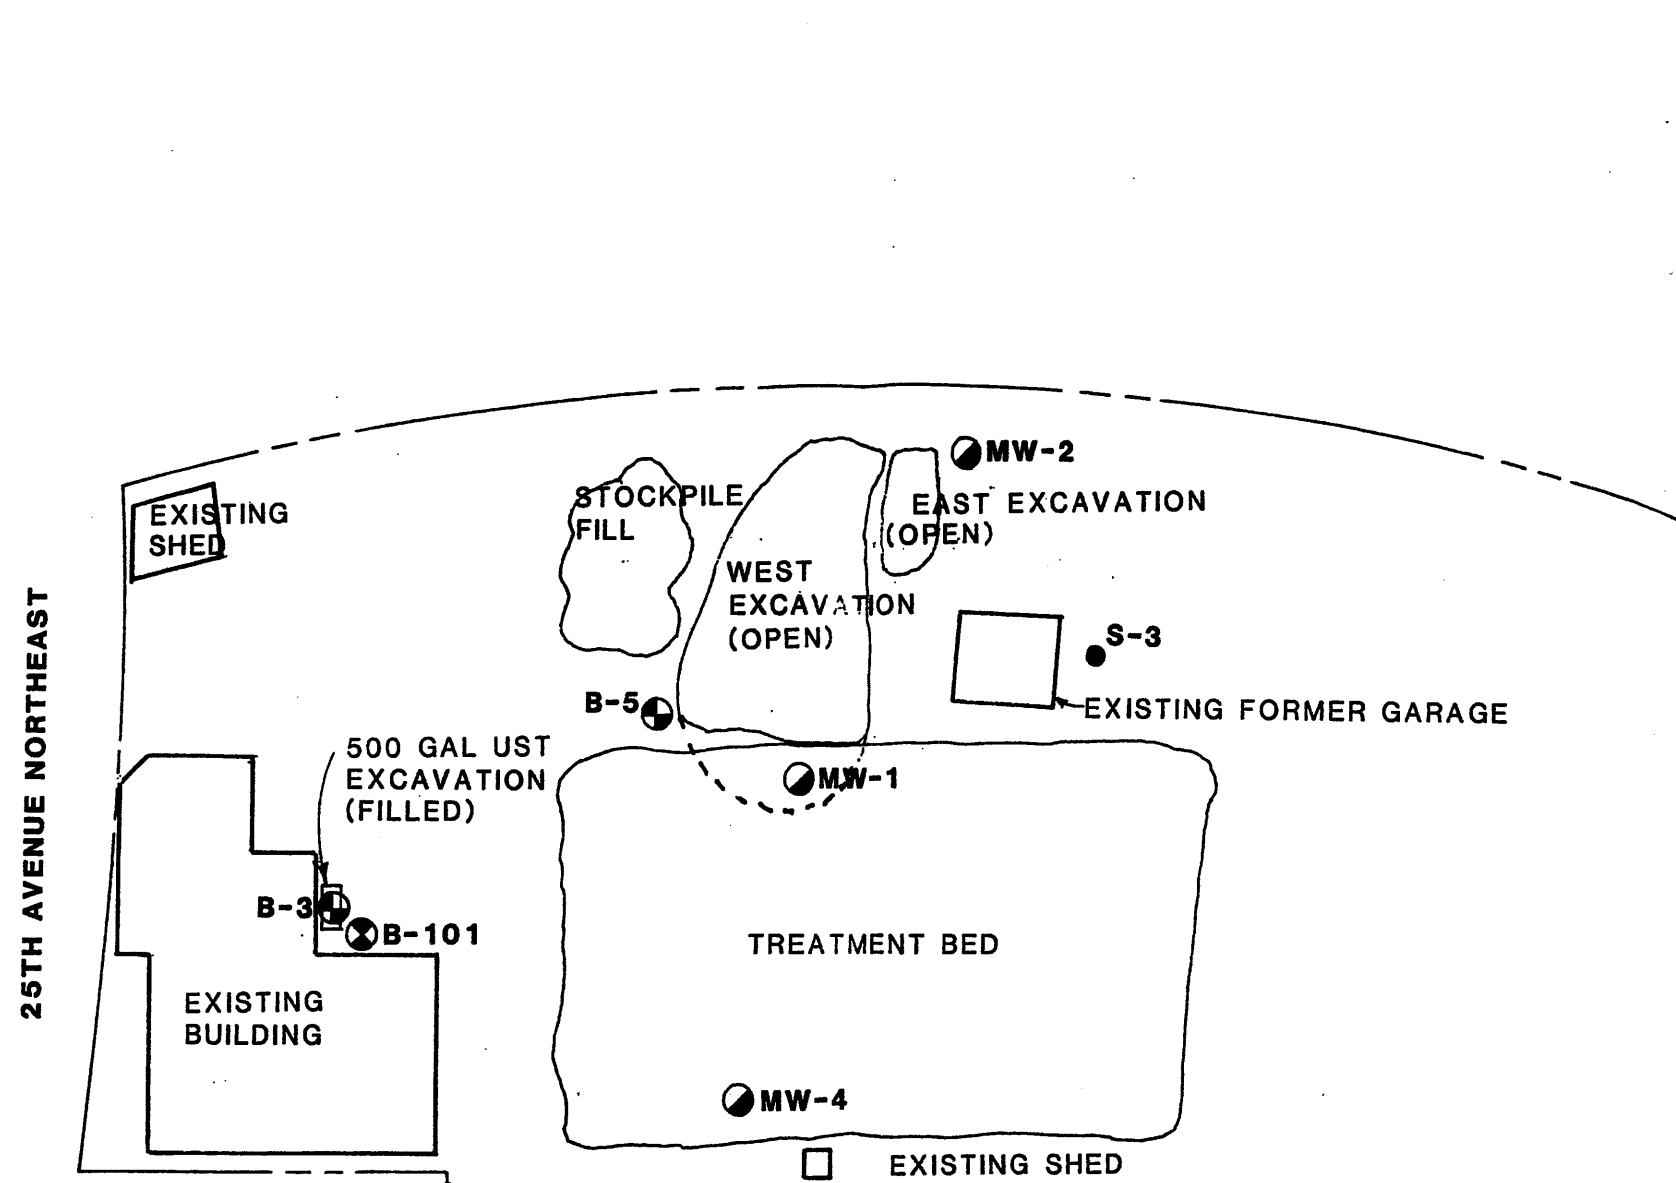 MW-2
STOCKPILE
FILL
EAST EXCAVATION
(OPEN)
EXISTING
SHED
WEST
EXCAVATION
(OPEN)
S-3
B-5
EXISTING FORMER GARAGE
500 GAL UST
EXCAVATION
(FILLED)
MW-1
25TH AVENUE NORTHEAST
B-3
B-101
TREATMENT BED
EXISTING
BUILDING
MW-4
EXISTING SHED